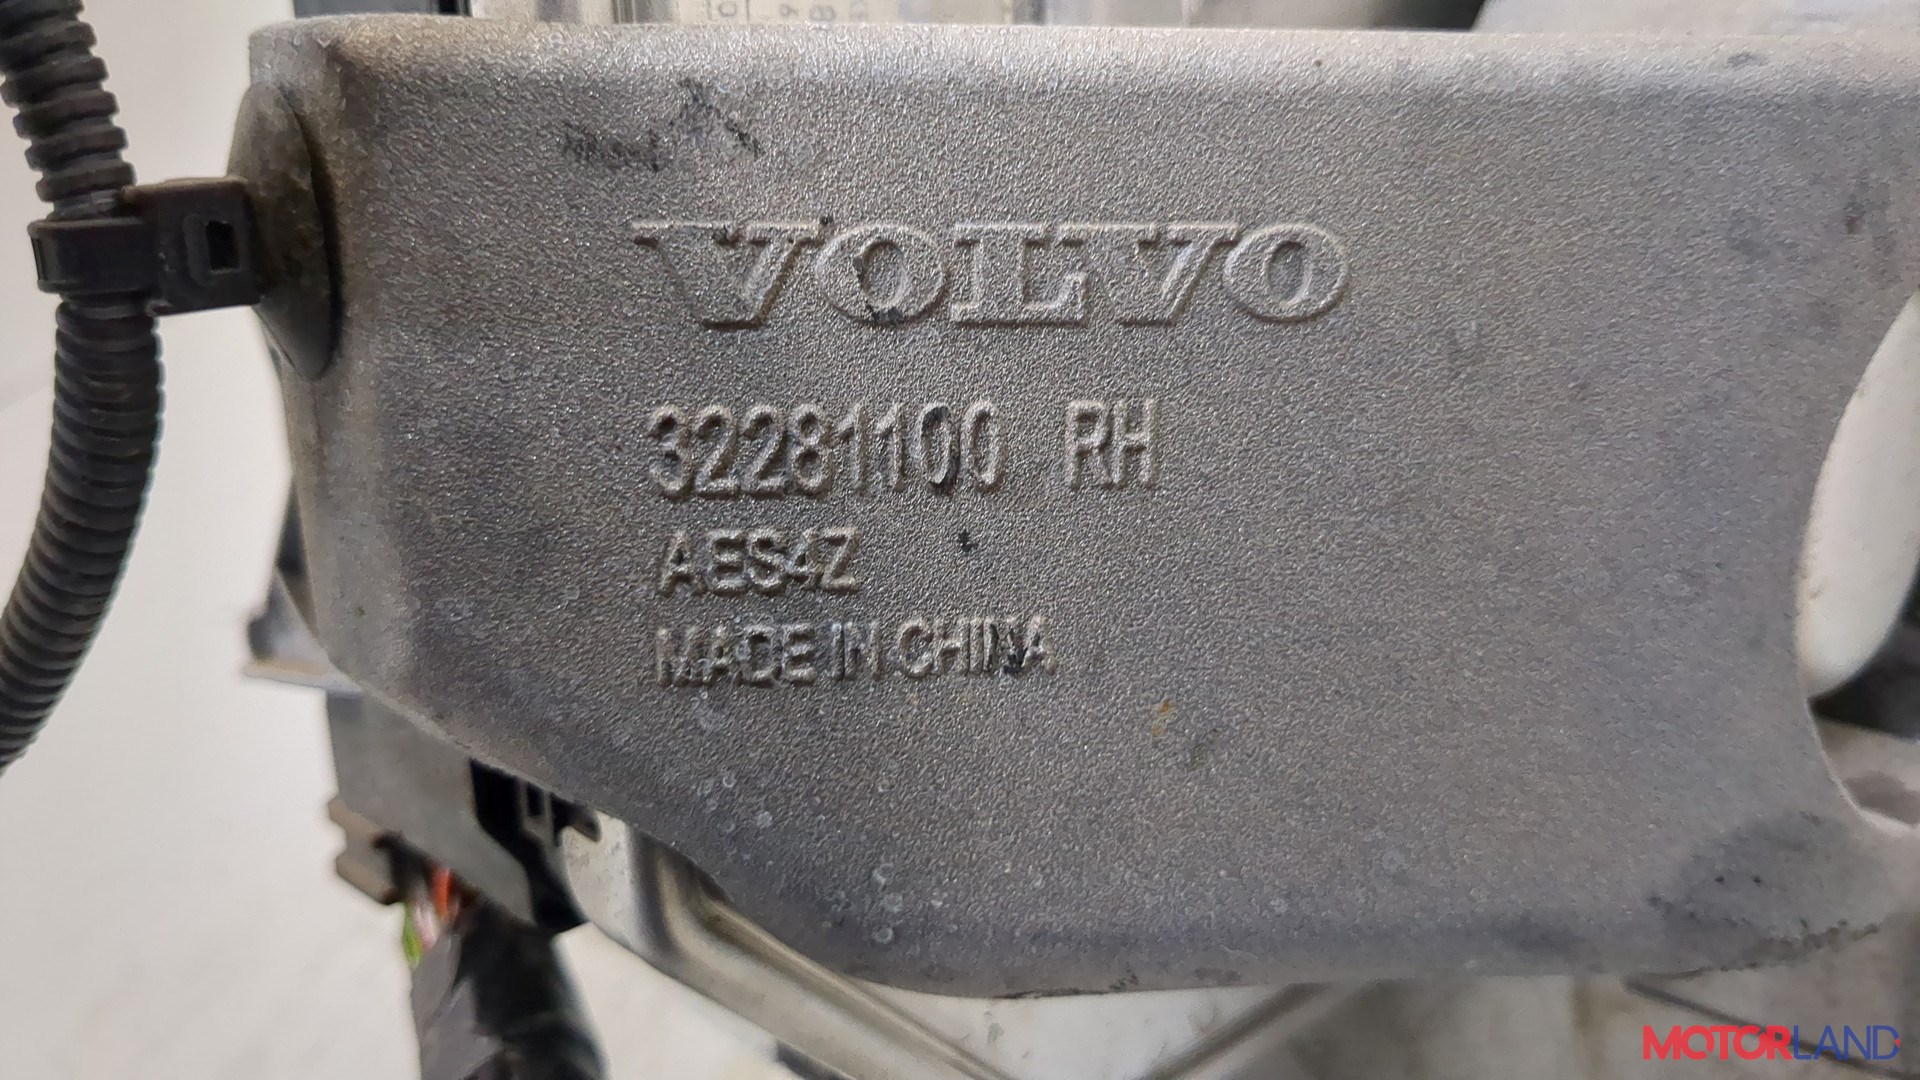 VOLVO
32281100 RH
AES4Z
MADE IN CHINA
MOTORLAND